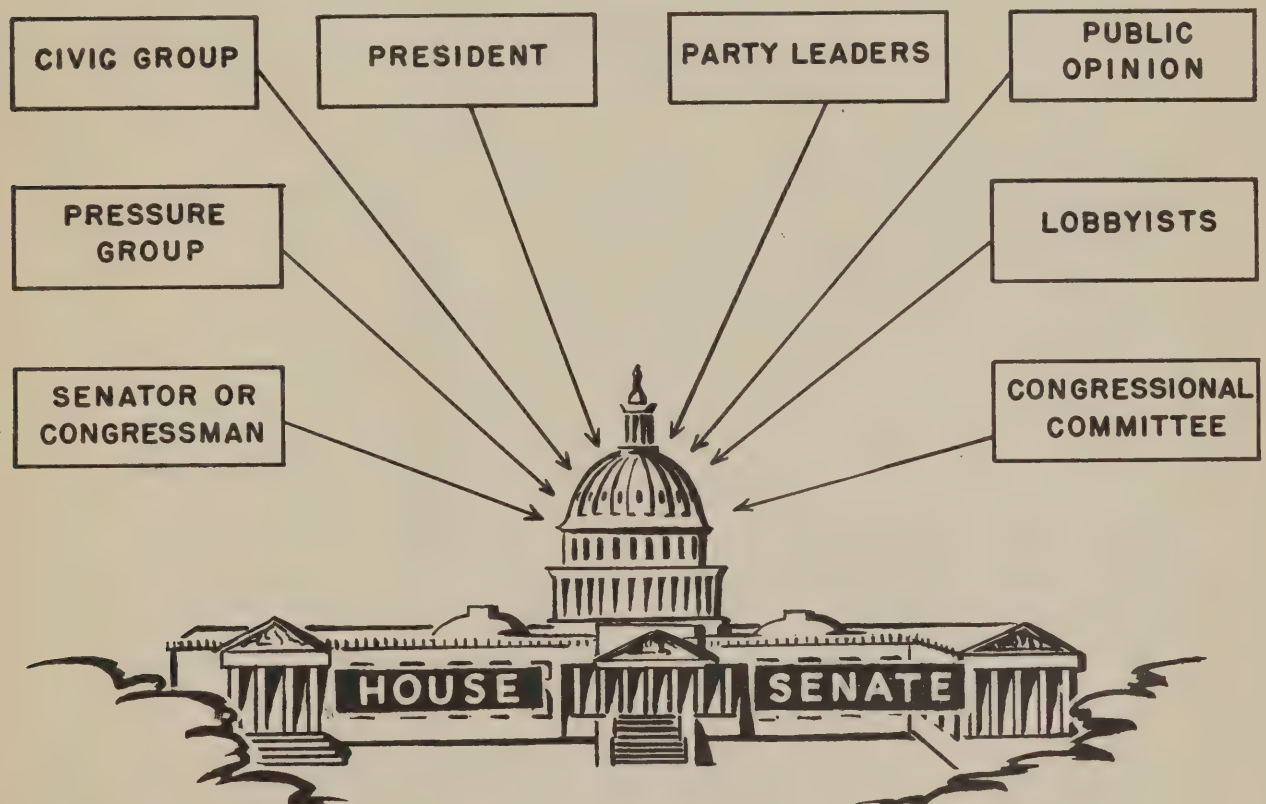 CIVIC GROUP
PRESIDENT
PARTY LEADERS
PUBLIC
OPINION
PRESSURE
GROUP
LOBBYISTS
SENATOR OR
CONGRESSMAN
CONGRESSIONAL
COMMITTEE
HOUSE
SENATE